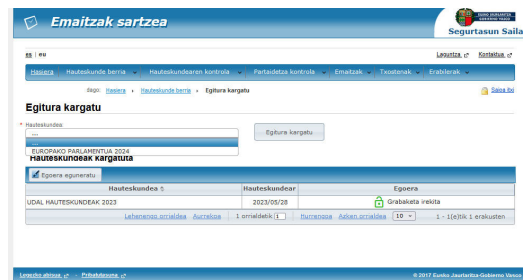 Emaitzak sartzea
EUSKO JAURLARITZA
GOBIERNO VASCO
Segurtasun Saila
es | eu
Laguntza Kontaktua
Hasiera Hauteskunde berria Hauteskundearen kontrola Partaidetza kontrola Emaitzak Txostenak Erabilerak
dago: Hasiera Hauteskunde berria Egitura kargatu
Saioa itxi
Egitura kargatu
* Hauteskundea:
...
...
EUROPAKO PARLAMENTUA 2024
Egitura kargatu
Hauteskundeak kargatuta
Egoera eguneratu
Hauteskundea Hauteskundear Egoera
UDAL HAUTESKUNDEAK 2023 2023/05/28 Grabaketa irekita
Lehenengo orrialdea Aurrekoa 1 orrialdetik 1 Hurrengoa Azken orrialdea 10 1 - 1(e)tik 1 erakusten
Legezko abisua Pribatutasuna © 2017 Eusko Jaurlaritza-Gobierno Vasco